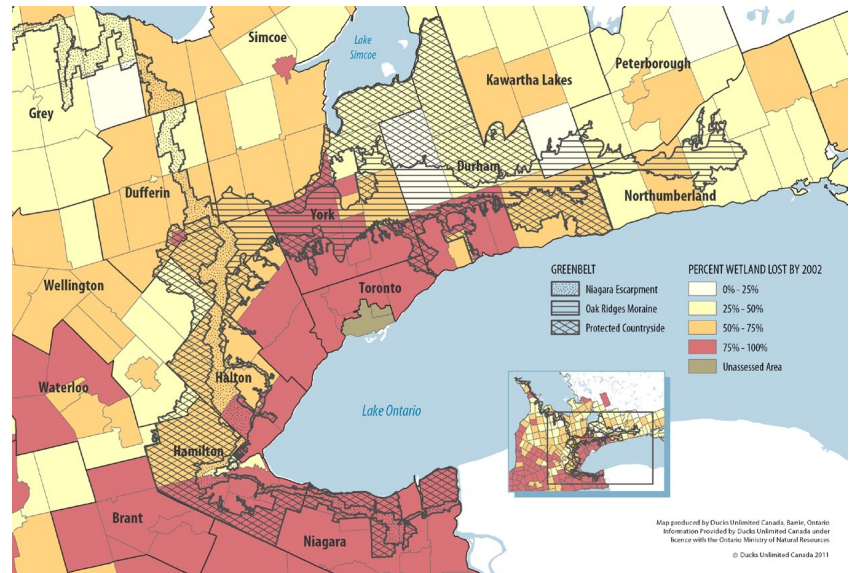 Simcoe
Lake
Simcoe
Kawartha Lakes
Peterborough
Grey
Durham
Dufferin
Northumberland
York
Wellington
Toronto
Waterloo
Halton
Lake Ontario
Hamilton
Brant
Niagara
GREENBELT
Niagara Escarpment
Oak Ridges Moraine
Protected Countryside
PERCENT WETLAND LOST BY 2002
0% - 25%
25% - 50%
50% - 75%
75% - 100%
Unassessed Area
Map produced by Ducks Unlimited Canada, Barrie, Ontario
Information Provided by Ducks Unlimited Canada under
licence with the Ontario Ministry of Natural Resources
© Ducks Unlimited Canada 2011